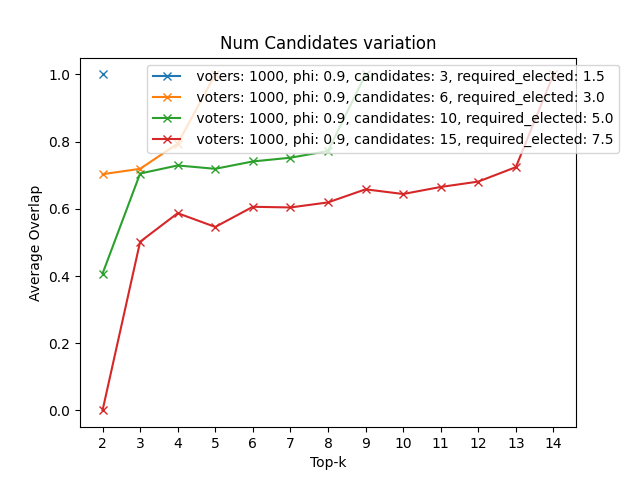 Num Candidates variation
voters: 1000, phi: 0.9, candidates: 3, required_elected: 1.5
voters: 1000, phi: 0.9, candidates: 6, required_elected: 3.0
voters: 1000, phi: 0.9, candidates: 10, required_elected: 5.0
voters: 1000, phi: 0.9, candidates: 15, required_elected: 7.5
1.0
0.8
0.6
0.4
0.2
0.0
Average Overlap
2 3 4 5 6 7 8 9 10 11 12 13 14
Top-k